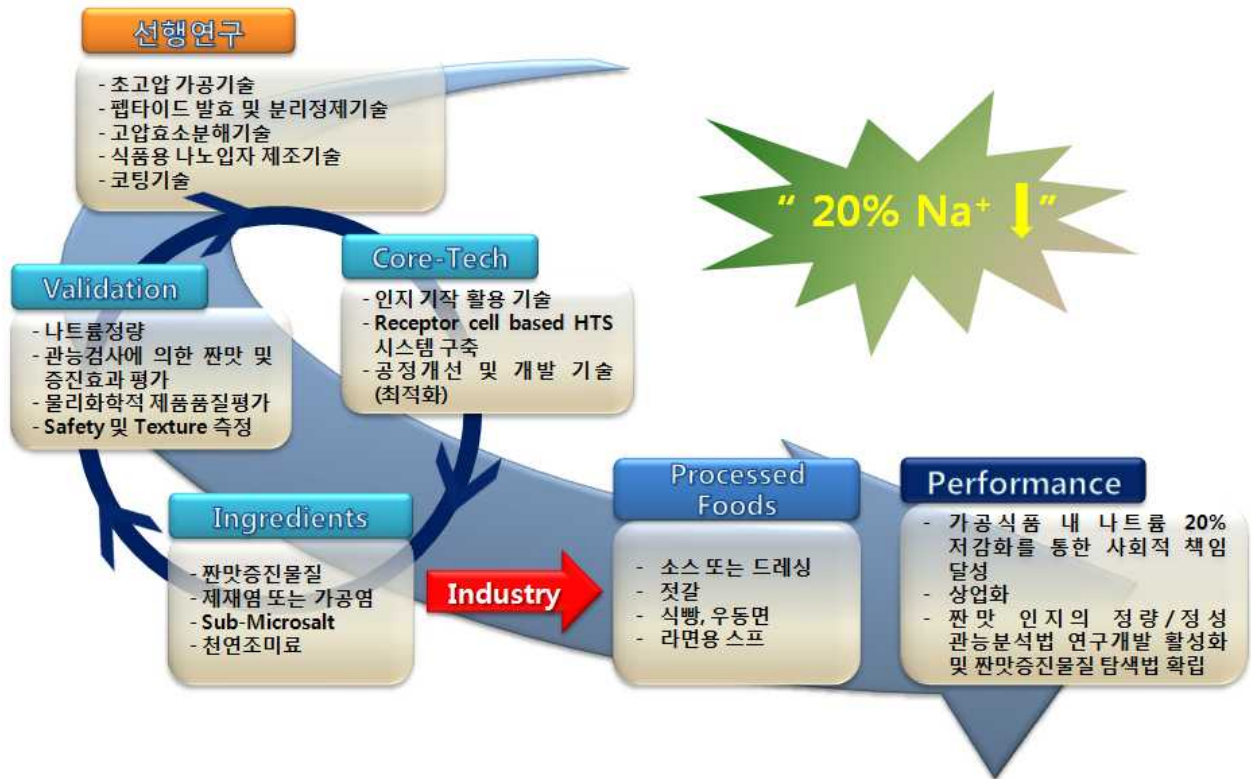 선행연구
- 초고압 가공기술
- 펩타이드 발효 및 분리정제기술
- 고압효소분해기술
- 식품용 나노입자 제조기술
- 코팅기술
“ 20% Na⁺ ↓”
Core-Tech
- 인지 기작 활용 기술
- Receptor cell based HTS
시스템 구축
- 공정개선 및 개발 기술
(최적화)
Validation
- 나트륨정량
- 관능검사에 의한 짠맛 및
증진효과 평가
- 물리화학적 제품품질평가
- Safety 및 Texture 측정
Ingredients
- 짠맛증진물질
- 제재염 또는 가공염
- Sub-Microsalt
- 천연조미료
Industry
Processed
Foods
- 소스 또는 드레싱
- 젓갈
- 식빵, 우동면
- 라면용 스프
Performance
- 가공식품 내 나트륨 20%
저감화를 통한 사회적 책임
달성
- 상업화
- 짠맛 인지의 정량/정성
관능분석법 연구개발 활성화
및 짠맛증진물질 탐색법 확립